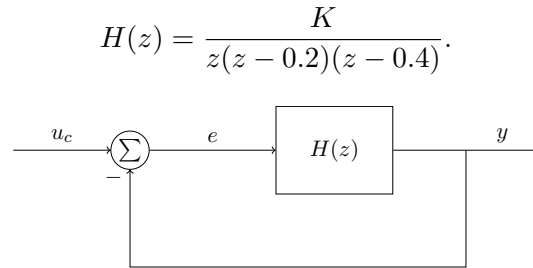 H(z) = K / z(z − 0.2)(z − 0.4).
u_c
∑
e
H(z)
y
−